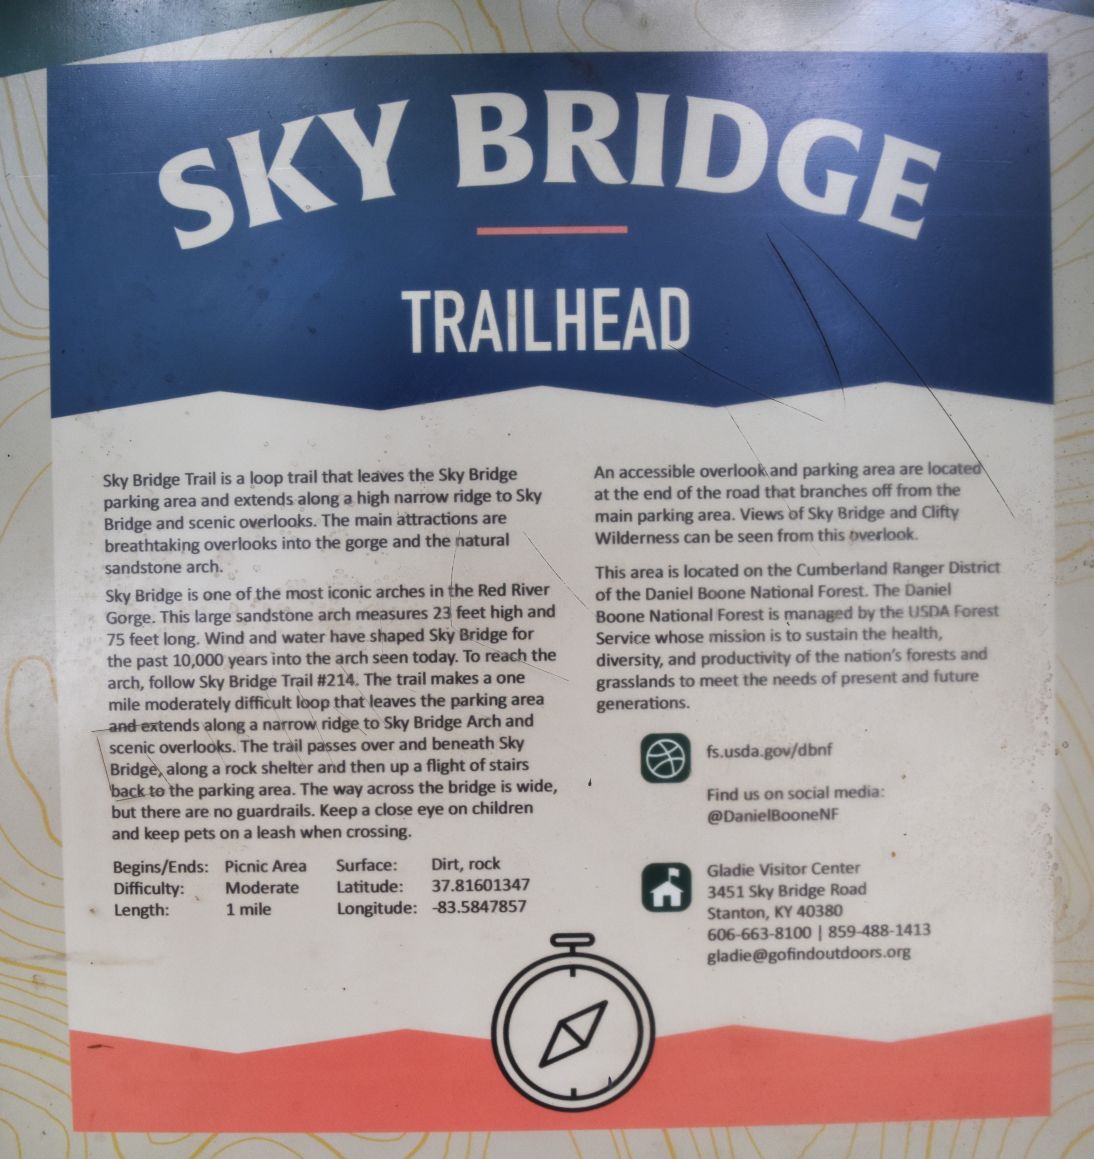 SKY BRIDGE
TRAILHEAD
Sky Bridge Trail is a loop trail that leaves the Sky Bridge
parking area and extends along a high narrow ridge to Sky
Bridge and scenic overlooks. The main attractions are
breathtaking overlooks into the gorge and the natural
sandstone arch.
Sky Bridge is one of the most iconic arches in the Red River
Gorge. This large sandstone arch measures 23 feet high and
75 feet long. Wind and water have shaped Sky Bridge for
the past 10,000 years into the arch seen today. To reach the
arch, follow Sky Bridge Trail #214. The trail makes a one
mile moderately difficult loop that leaves the parking area
and extends along a narrow ridge to Sky Bridge Arch and
scenic overlooks. The trail passes over and beneath Sky
Bridge, along a rock shelter and then up a flight of stairs
back to the parking area. The way across the bridge is wide,
but there are no guardrails. Keep a close eye on children
and keep pets on a leash when crossing.
Begins/Ends: Picnic Area Surface: Dirt, rock
Difficulty: Moderate Latitude: 37.81601347
Length: 1 mile Longitude: -83.5847857
An accessible overlook and parking area are located
at the end of the road that branches off from the
main parking area. Views of Sky Bridge and Clifty
Wilderness can be seen from this overlook.
This area is located on the Cumberland Ranger District
of the Daniel Boone National Forest. The Daniel
Boone National Forest is managed by the USDA Forest
Service whose mission is to sustain the health,
diversity, and productivity of the nation's forests and
grasslands to meet the needs of present and future
generations.
fs.usda.gov/dbnf
Find us on social media:
@DanielBooneNF
Gladie Visitor Center
3451 Sky Bridge Road
Stanton, KY 40380
606-663-8100 | 859-488-1413
gladie@gofindoutdoors.org